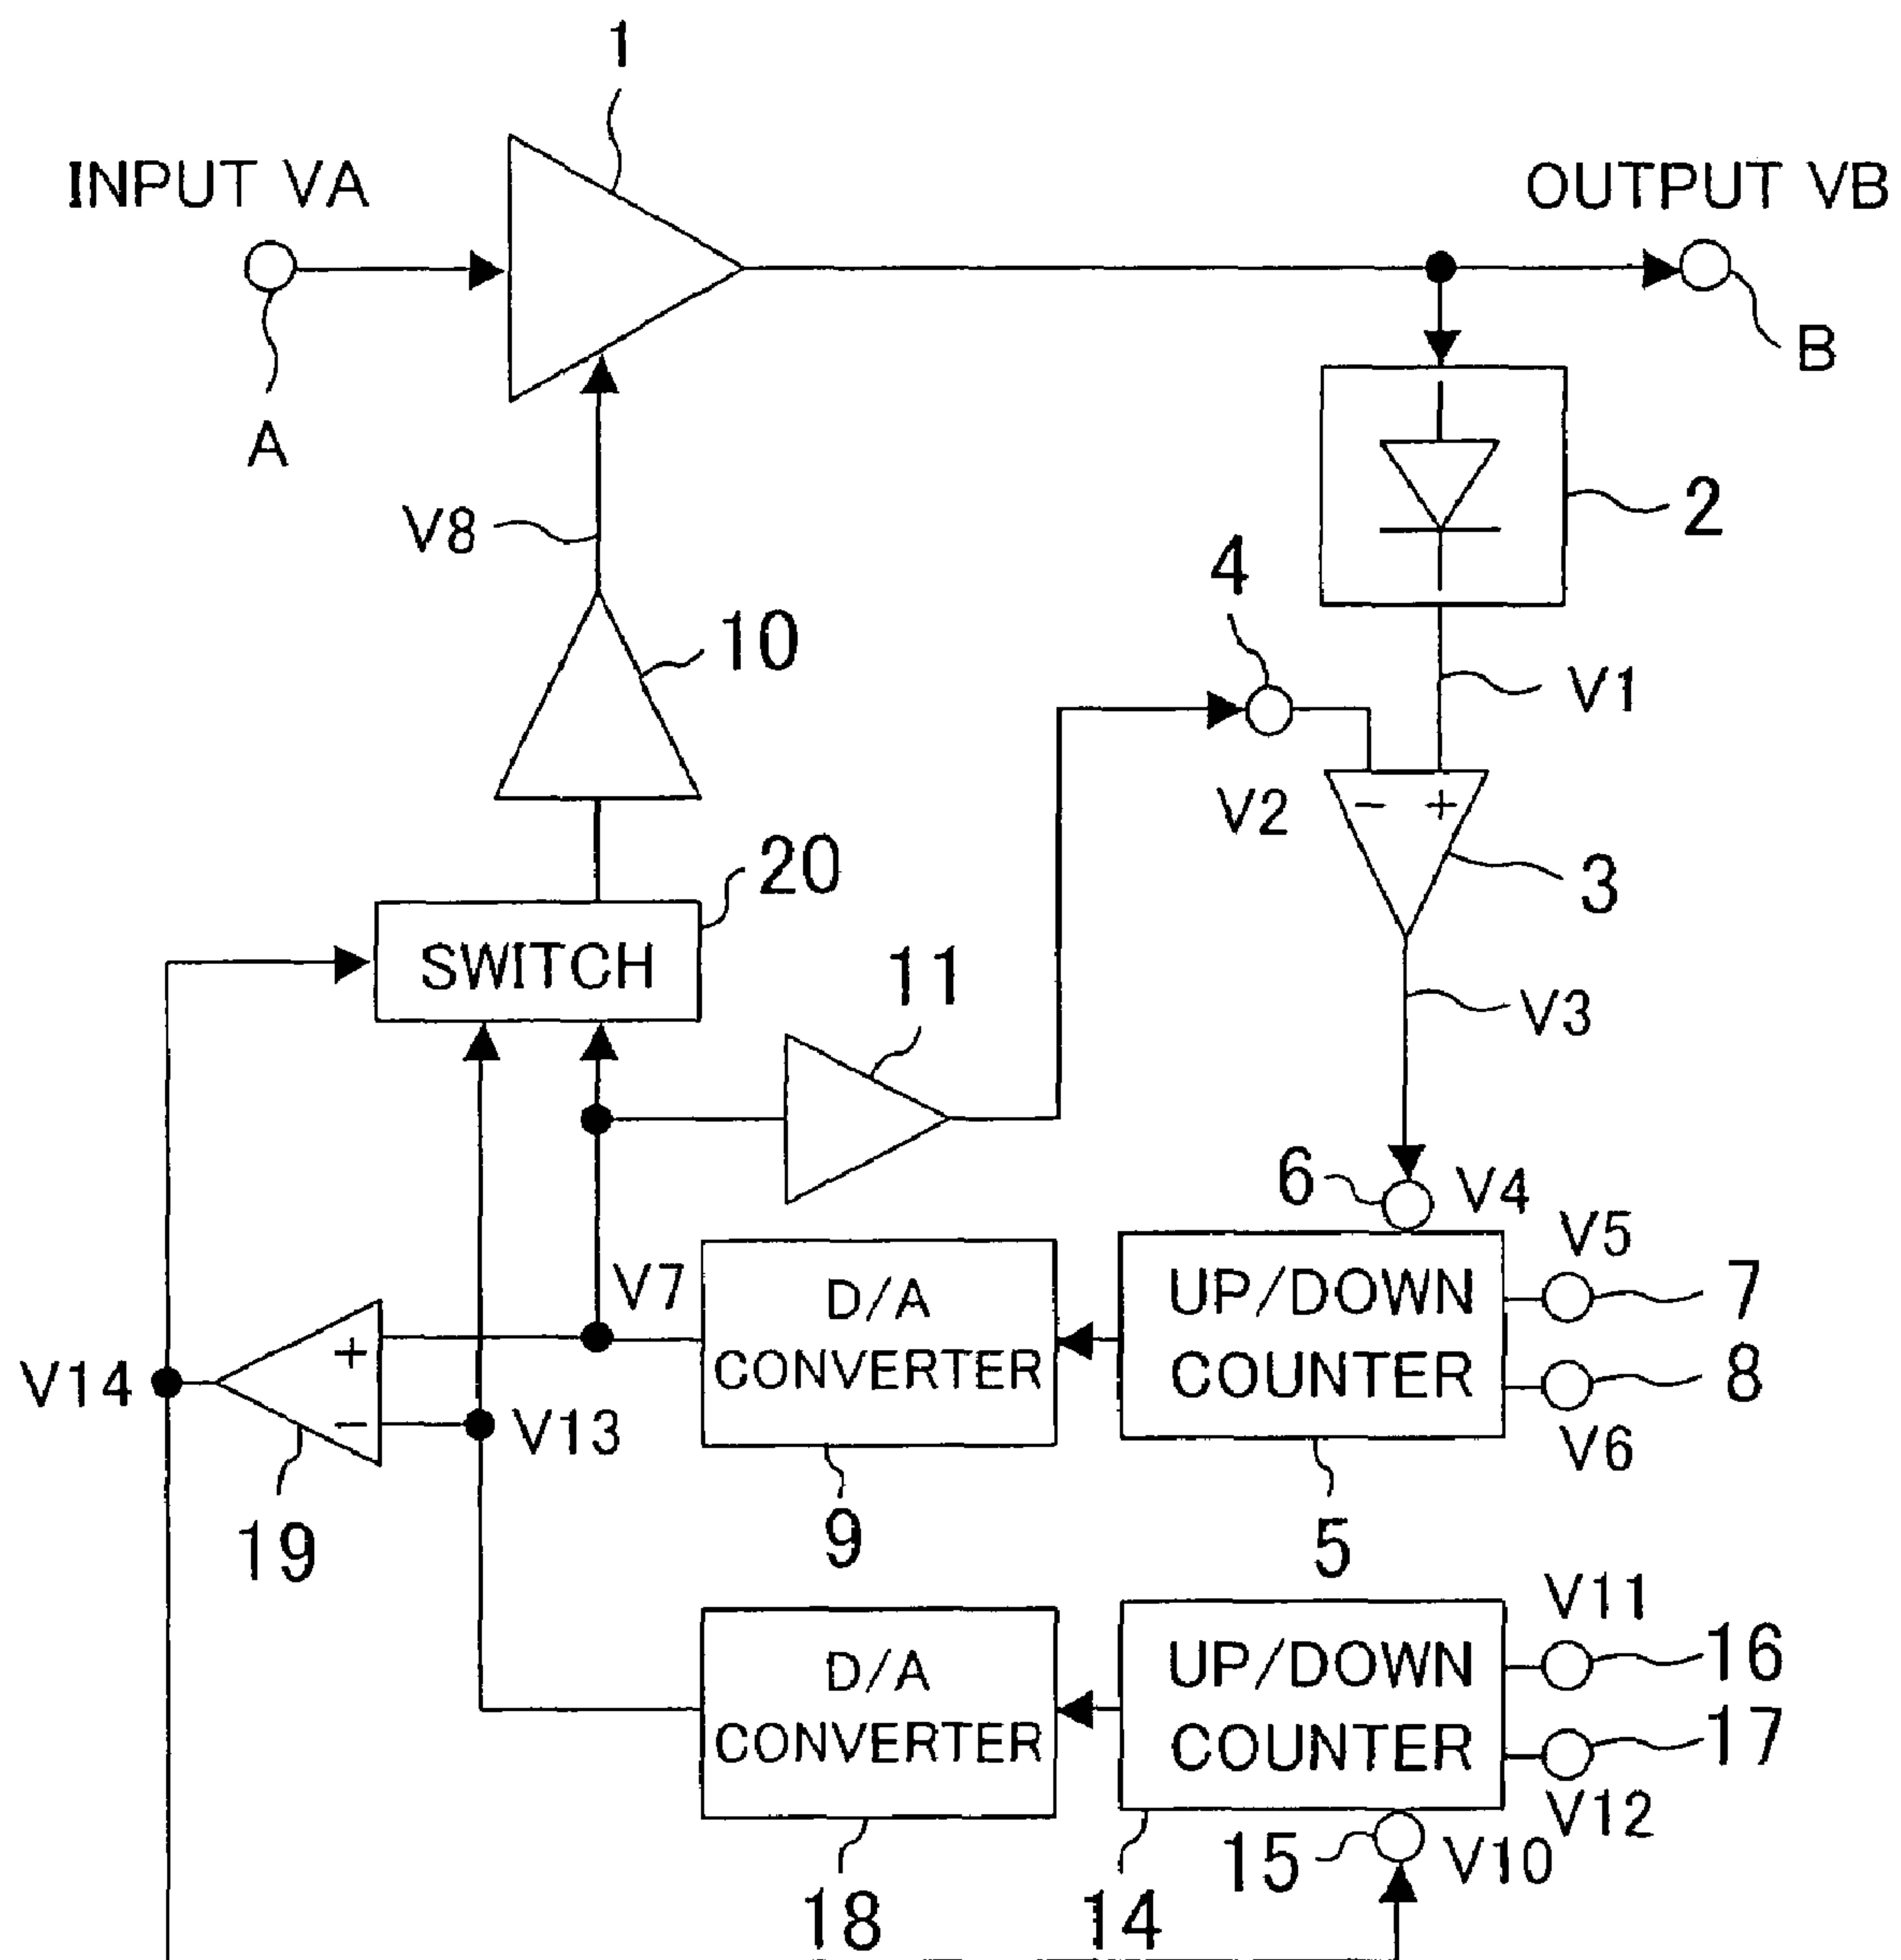 1
INPUT VA
OUTPUT VB
A
B
2
V8
4
10
V1
V2
- +
3
20
SWITCH
11
V3
6
V4
V5
V7
D/A
CONVERTER
UP/DOWN
COUNTER
7
8
V6
+
-
V14
V13
19
9
5
V11
D/A
CONVERTER
UP/DOWN
COUNTER
16
17
V12
15
V10
18
14